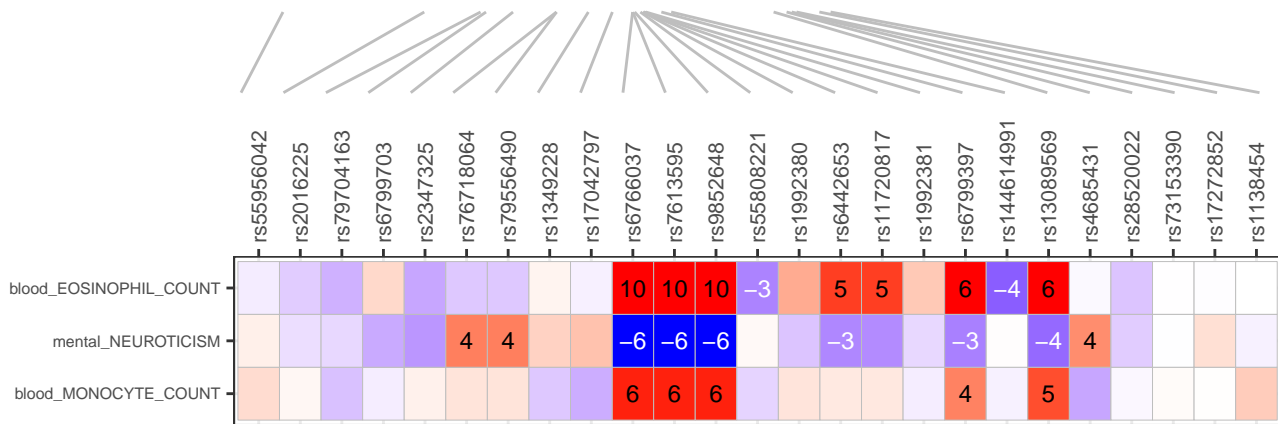 rs55956042
rs2016225
rs79704163
rs6799703
rs2347325
rs76718064
rs79556490
rs1349228
rs17042797
rs6766037
rs7613595
rs9852648
rs55808221
rs1992380
rs6442653
rs11720817
rs1992381
rs6799397
rs144614991
rs13089569
rs4685431
rs28520022
rs73153390
rs17272852
rs1138454
blood_EOSINOPHIL_COUNT 10 10 10 −3 5 5 6 −4 6
mental_NEUROTICISM 4 4 −6 −6 −6 −3 −3 −4 4
blood_MONOCYTE_COUNT 6 6 6 4 5